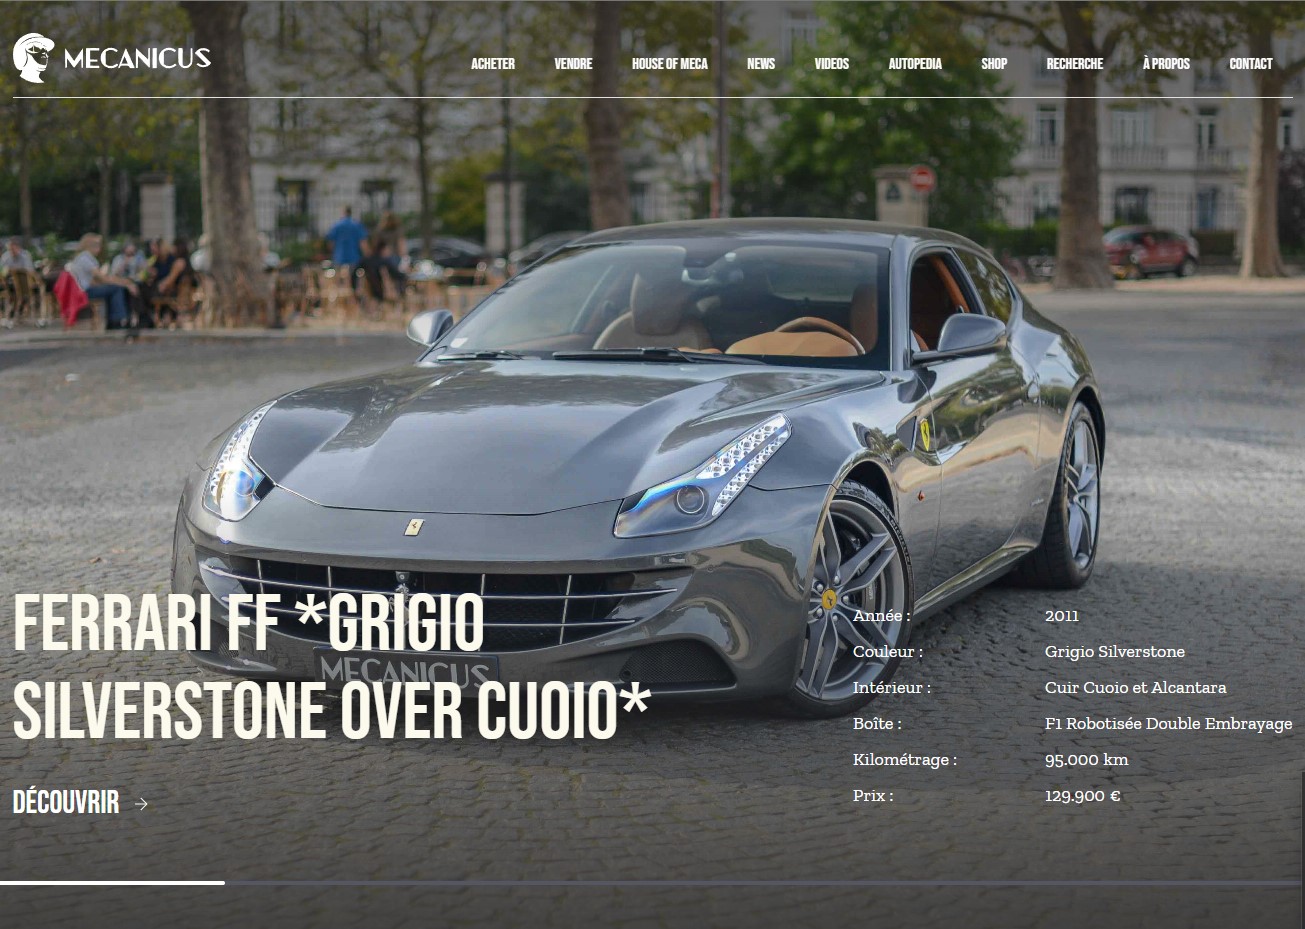 MECANICUS
ACHETER VENDRE HOUSE OF MECA NEWS VIDEOS AUTOPEDIA SHOP RECHERCHE À PROPOS CONTACT
FERRARI FF *GRIGIO
MECANICUS
SILVERSTONE OVER CUOIO*
DÉCOUVRIR →
Année : 2011
Couleur : Grigio Silverstone
Intérieur : Cuir Cuoio et Alcantara
Boîte : F1 Robotisée Double Embrayage
Kilométrage : 95.000 km
Prix : 129.900 €